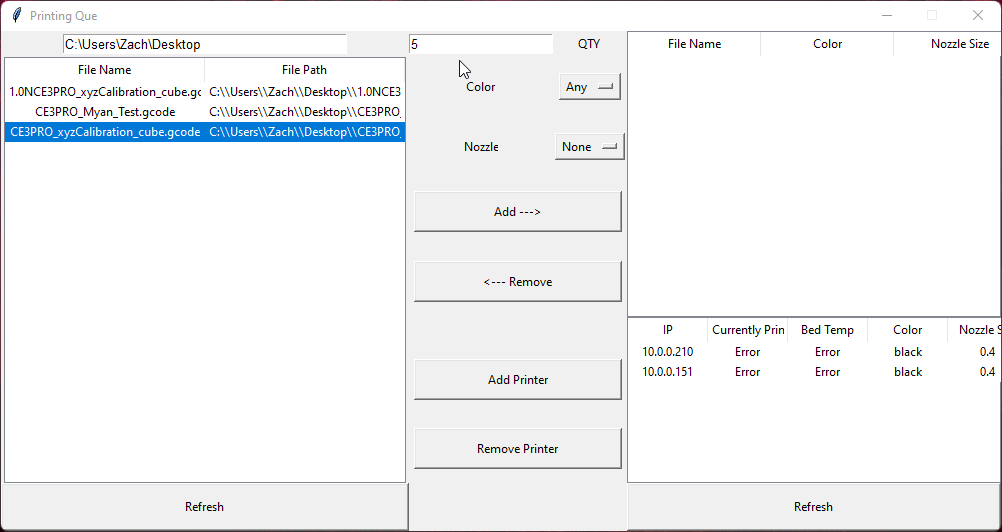 Printing Que
C:\Users\Zach\Desktop
5
QTY
File Name File Path
1.0NCE3PRO_xyzCalibration_cube.gc C:\\Users\\Zach\\Desktop\\1.0NCE3
CE3PRO_Myan_Test.gcode C:\\Users\\Zach\\Desktop\\CE3PRO_
CE3PRO_xyzCalibration_cube.gcode C:\\Users\\Zach\\Desktop\\CE3PRO_
Refresh
Color Any
Nozzle None
Add --->
<--- Remove
Add Printer
Remove Printer
File Name Color Nozzle Size
IP Currently Prin Bed Temp Color Nozzle S
10.0.0.210 Error Error black 0.4
10.0.0.151 Error Error black 0.4
Refresh